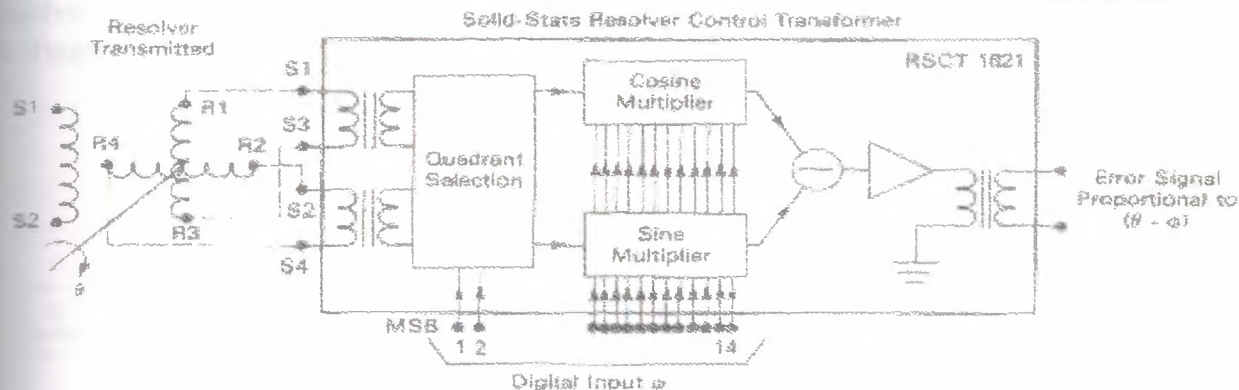 Solid-Stats Resolver Control Transformer
Resolver
Transmitted
RSCT 1621
S1
S1
R1
S3
R4
R2
S2
S2
R3
S4
θ
Quadrant
Selection
Cosine
Multiplier
Sine
Multiplier
Error Signal
Proportional to
(θ - φ)
MSB
1 2
14
Digital Input φ